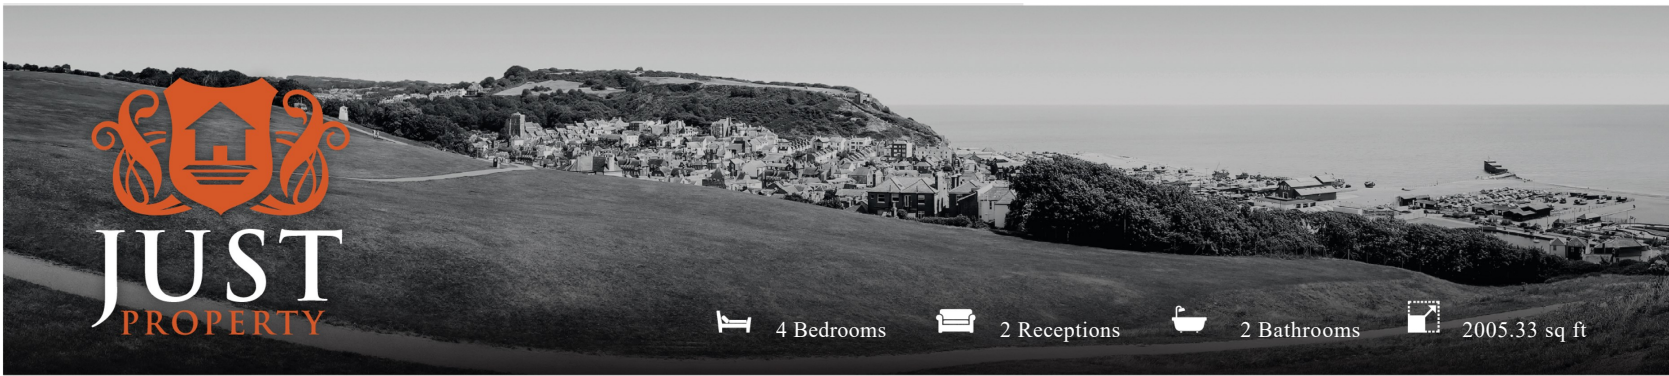 JUST
PROPERTY
4 Bedrooms 2 Receptions 2 Bathrooms 2005.33 sq ft